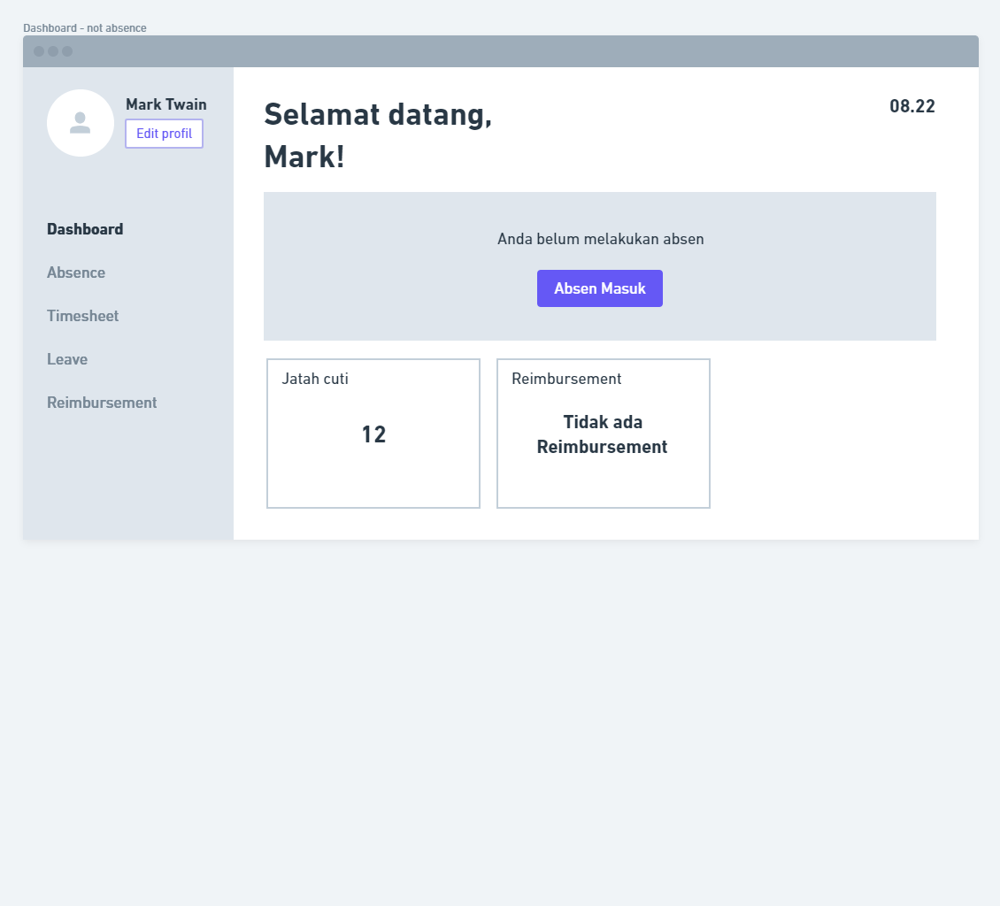 Dashboard - not absence
Mark Twain
Edit profil
Dashboard
Absence
Timesheet
Leave
Reimbursement
Selamat datang,
Mark!
08.22
Anda belum melakukan absen
Absen Masuk
Jatah cuti
12
Reimbursement
Tidak ada
Reimbursement